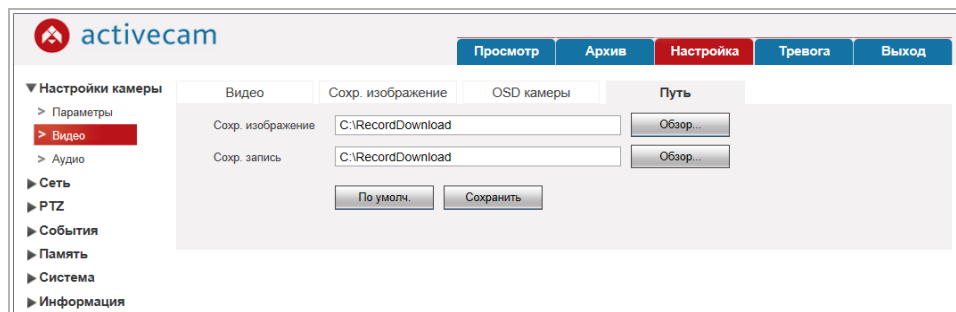 activecam
Просмотр Архив Настройка Тревога Выход
Настройки камеры
> Параметры
> Видео
> Аудио
Сеть
PTZ
События
Память
Система
Информация
Видео Сохр. изображение OSD камеры Путь
Сохр. изображение C:\RecordDownload Обзор...
Сохр. запись C:\RecordDownload Обзор...
По умолч. Сохранить